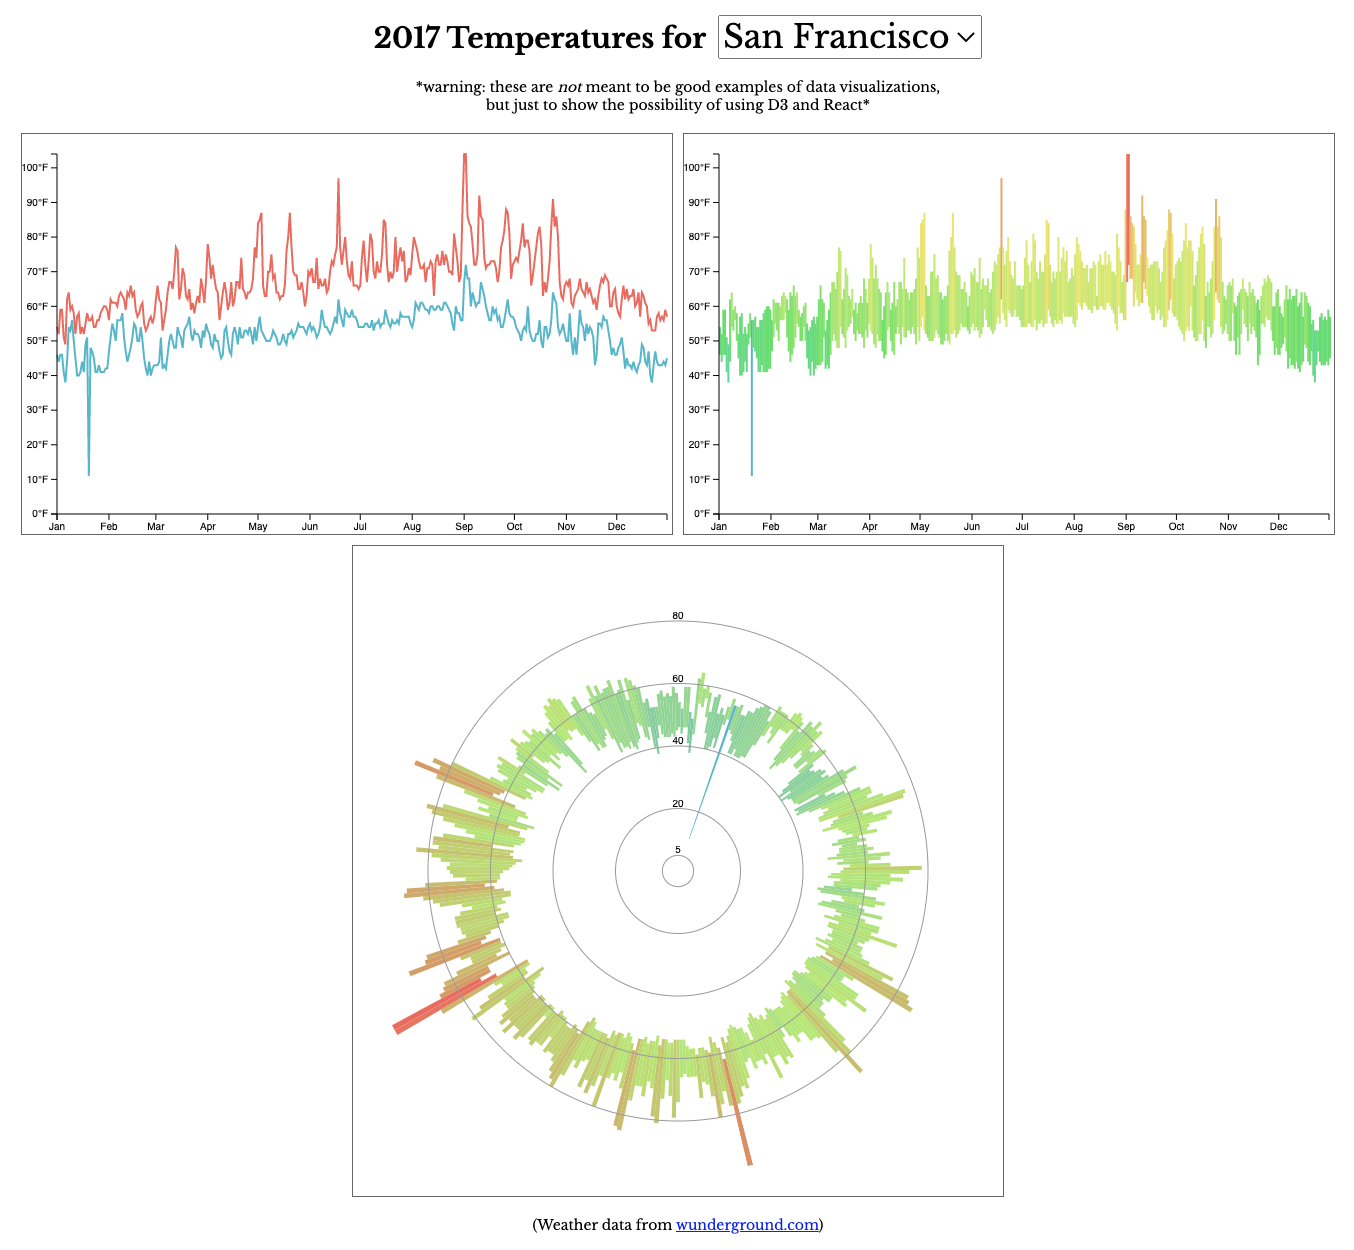 2017 Temperatures for San Francisco
*warning: these are not meant to be good examples of data visualizations,
but just to show the possibility of using D3 and React*
100°F
90°F
80°F
70°F
60°F
50°F
40°F
30°F
20°F
10°F
0°F
Jan Feb Mar Apr May Jun Jul Aug Sep Oct Nov Dec
100°F
90°F
80°F
70°F
60°F
50°F
40°F
30°F
20°F
10°F
0°F
Jan Feb Mar Apr May Jun Jul Aug Sep Oct Nov Dec
80
60
40
20
5
(Weather data from wunderground.com)